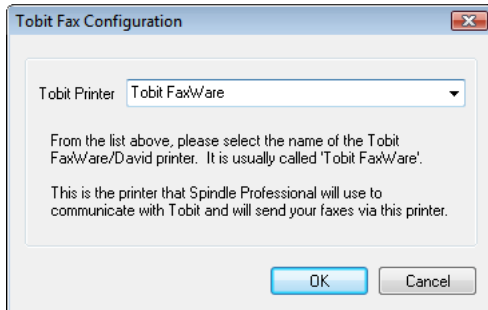 Tobit Fax Configuration
Tobit Printer Tobit FaxWare
From the list above, please select the name of the Tobit
FaxWare/David printer. It is usually called 'Tobit FaxWare'.
This is the printer that Spindle Professional will use to
communicate with Tobit and will send your faxes via this printer.
OK Cancel